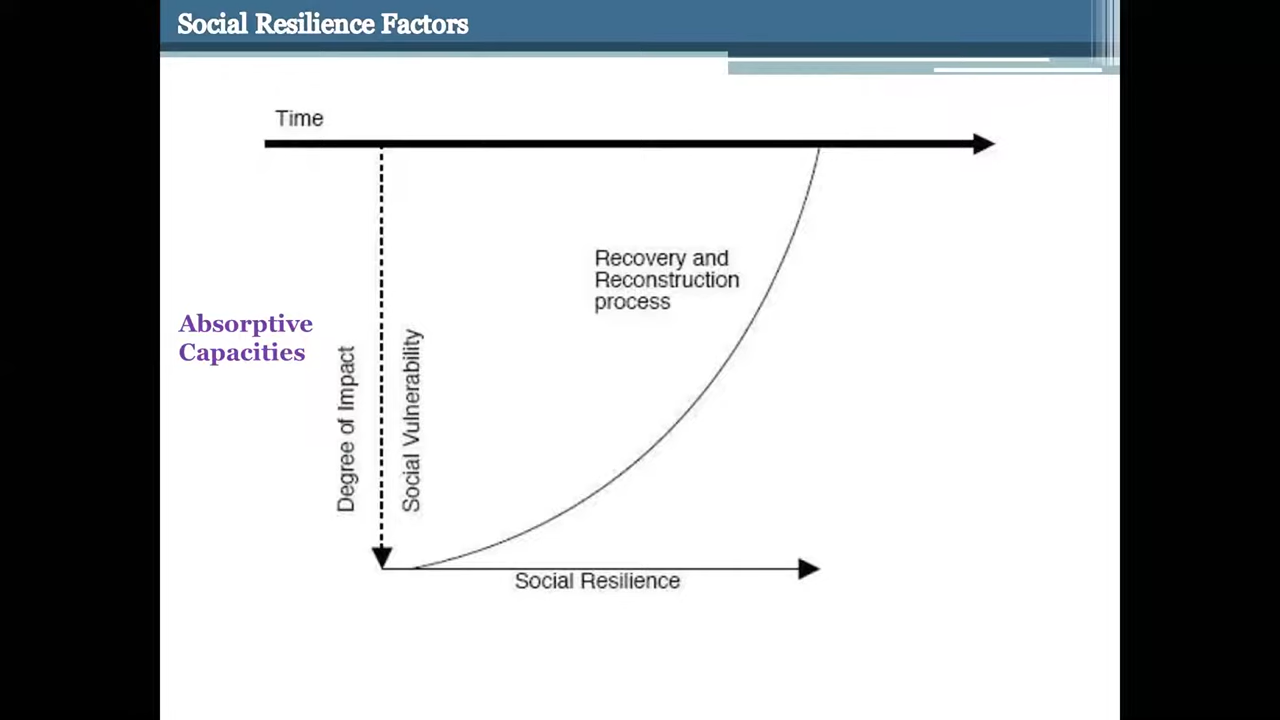 Social Resilience Factors
Time
Recovery and
Reconstruction
process
Absorptive
Capacities
Degree of Impact
Social Vulnerability
Social Resilience